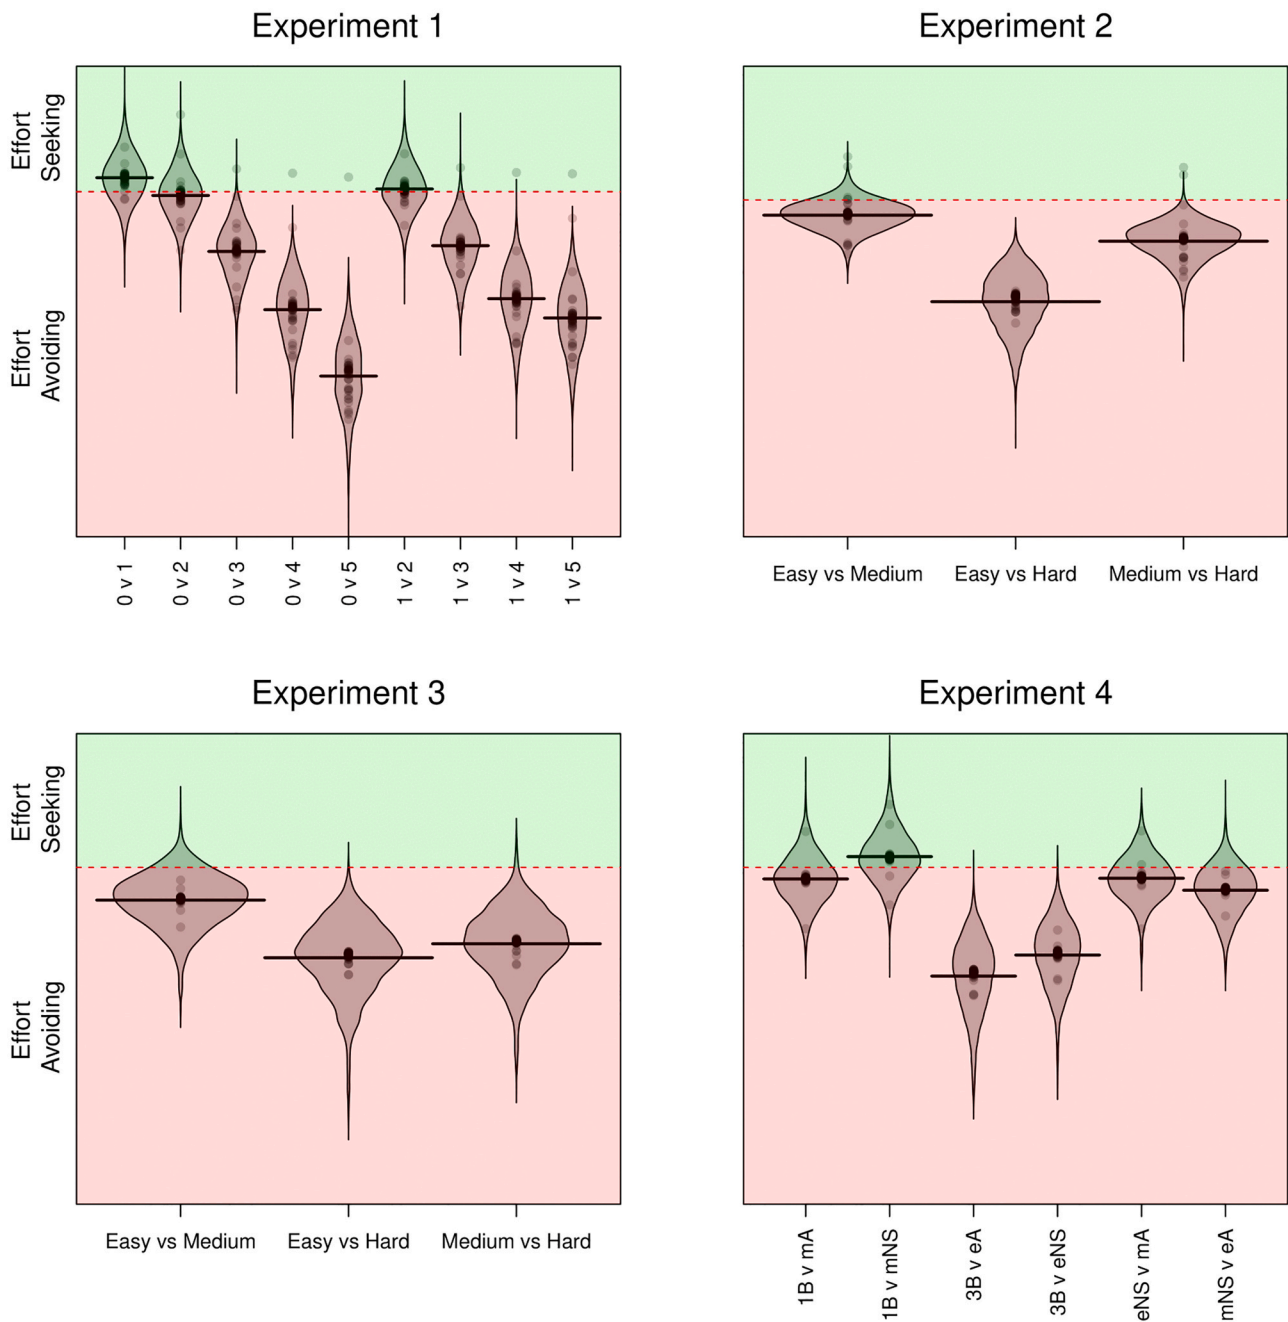 Experiment 1
Experiment 2
Effort
Seeking
Effort
Avoiding
0 v 1
0 v 2
0 v 3
0 v 4
0 v 5
1 v 2
1 v 3
1 v 4
1 v 5
Easy vs Medium
Easy vs Hard
Medium vs Hard
Experiment 3
Experiment 4
Effort
Seeking
Effort
Avoiding
Easy vs Medium
Easy vs Hard
Medium vs Hard
1B v mA
1B v mNS
3B v eA
3B v eNS
eNS v mA
mNS v eA